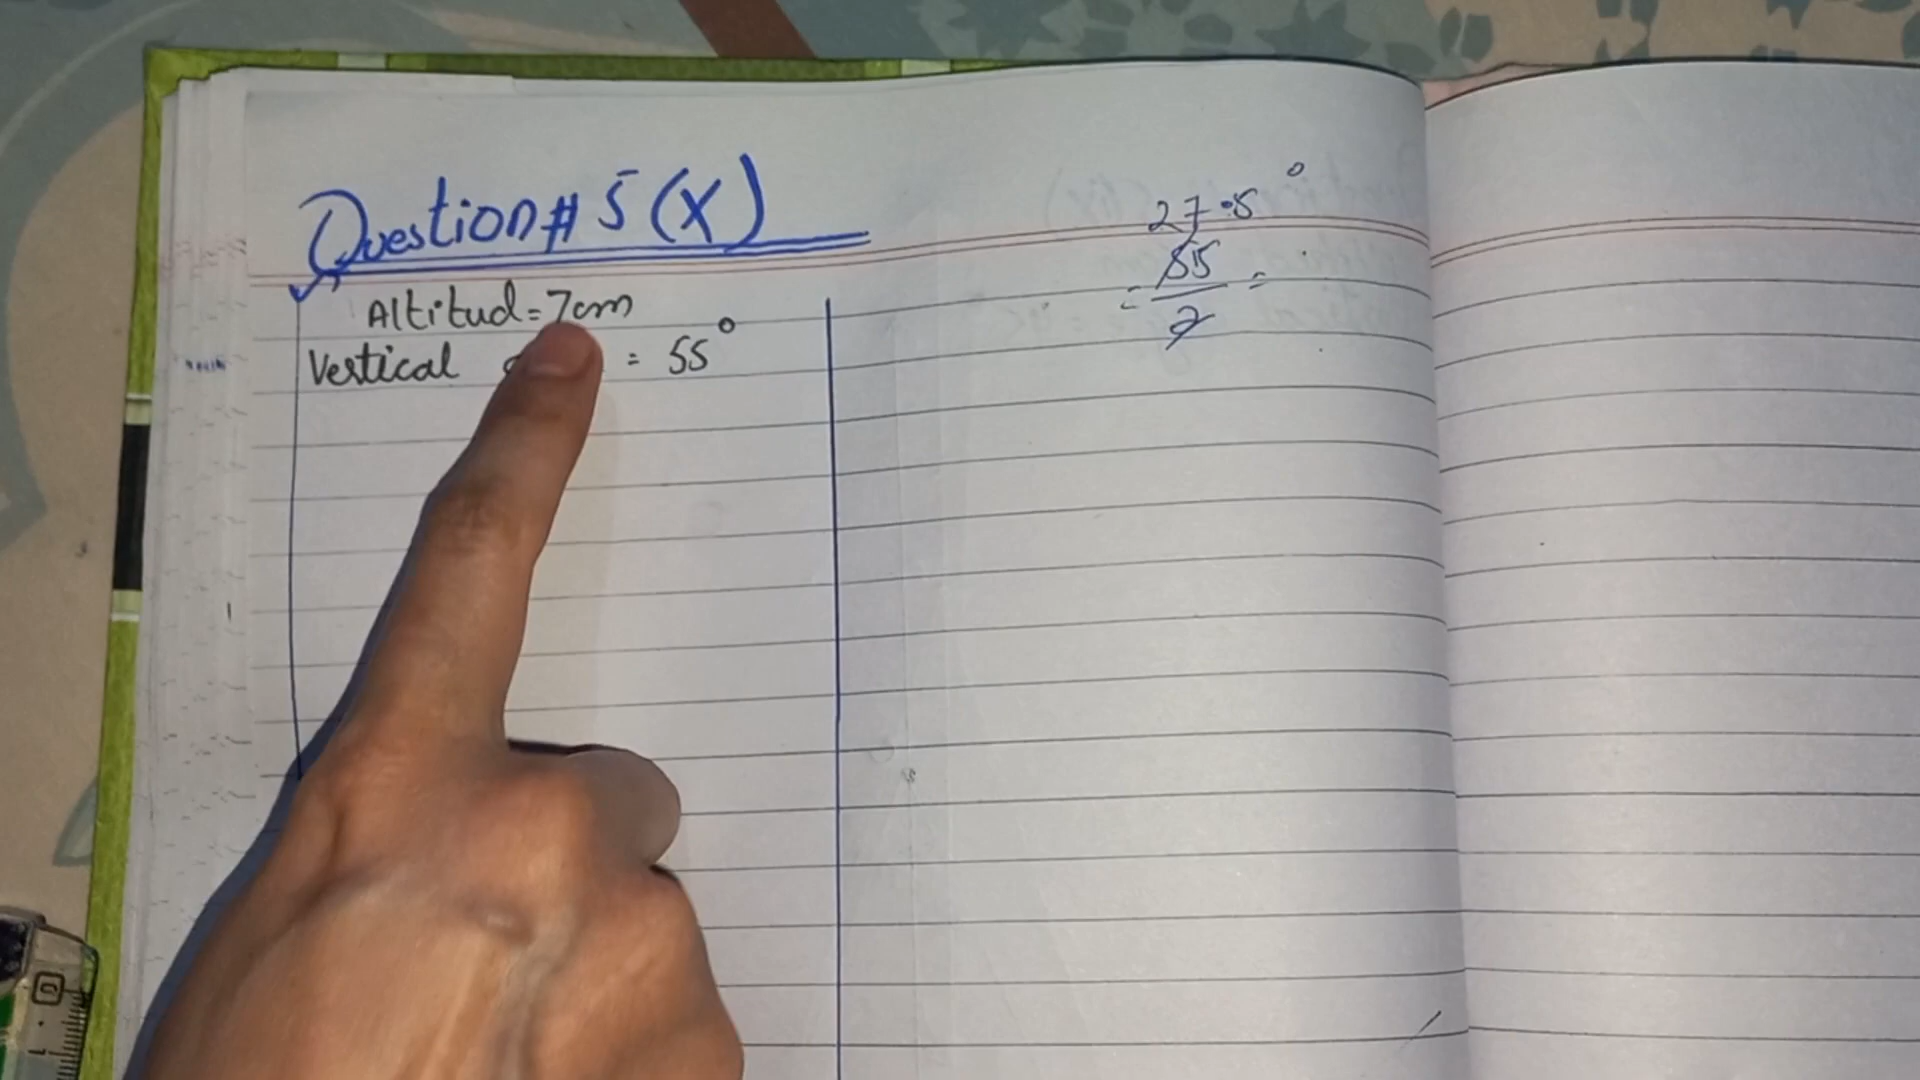 Question# 5 (X)
Altitud=7cm
Vertical = 55°
27.5°
= 55 =
2